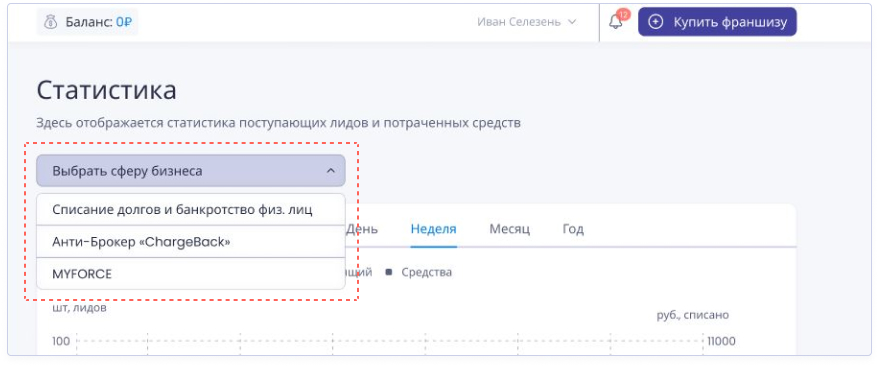 Баланс: 0₽
Иван Селезень
12
Купить франшизу
Статистика
Здесь отображается статистика поступающих лидов и потраченных средств
Выбрать сферу бизнеса
Списание долгов и банкротство физ. лиц
Анти-Брокер «ChargeBack»
MYFORCE
День Неделя Месяц Год
Средства
шт, лидов
руб., списано
100
11000